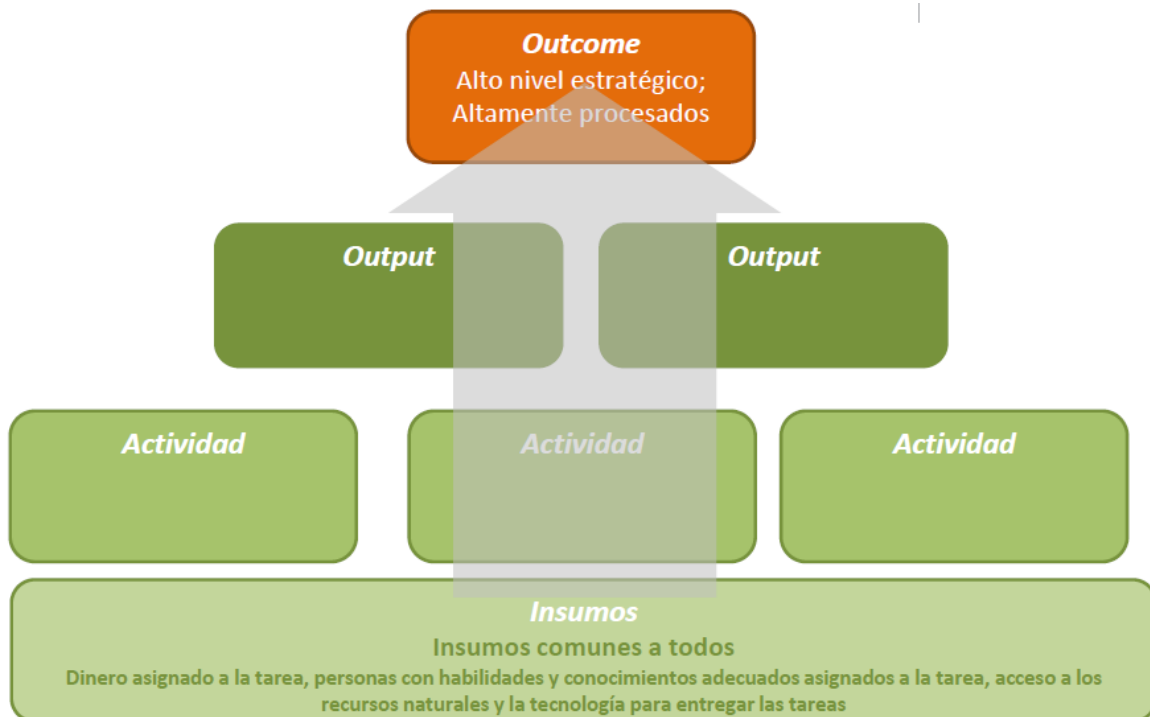 Outcome
Alto nivel estratégico;
Altamente procesados
Output
Output
Actividad
Actividad
Actividad
Insumos
Insumos comunes a todos
Dinero asignado a la tarea, personas con habilidades y conocimientos adecuados asignados a la tarea, acceso a los
recursos naturales y la tecnología para entregar las tareas